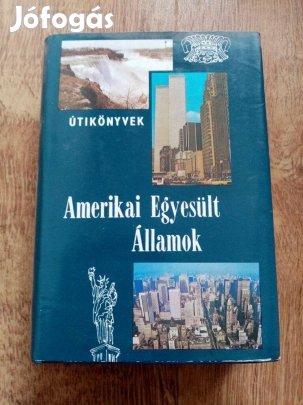 Jófogás
ÚTIKÖNYVEK
Amerikai Egyesült
Államok